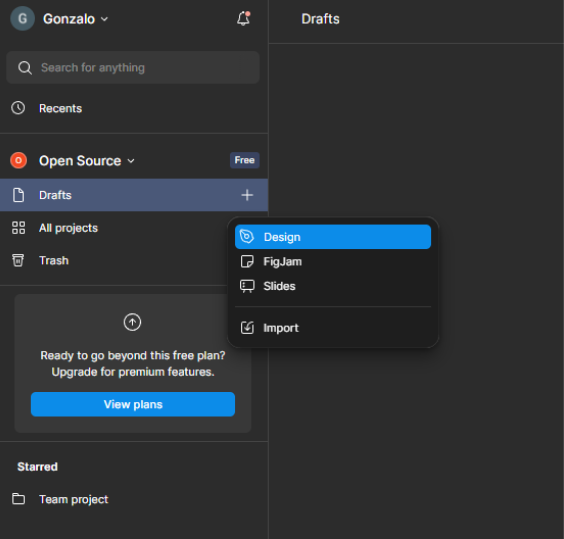 G Gonzalo
Drafts
Search for anything
Recents
O Open Source Free
Drafts
All projects
Trash
Design
FigJam
Slides
Import
Ready to go beyond this free plan?
Upgrade for premium features.
View plans
Starred
Team project